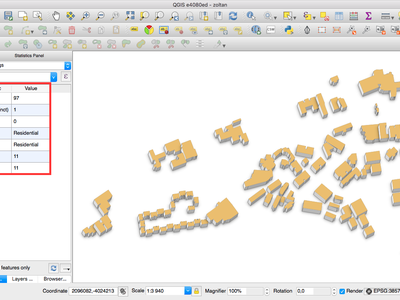 QGIS e4080ed - zoltan
Statistics Panel
gs
Value
97
nct) 1
0
Residential
Residential
11
11
features only
Layers ... Browser...
Coordinate 2096082,-4024213 Scale 1:3 940 Magnifier 100% Rotation 0,0 Render EPSG:3857